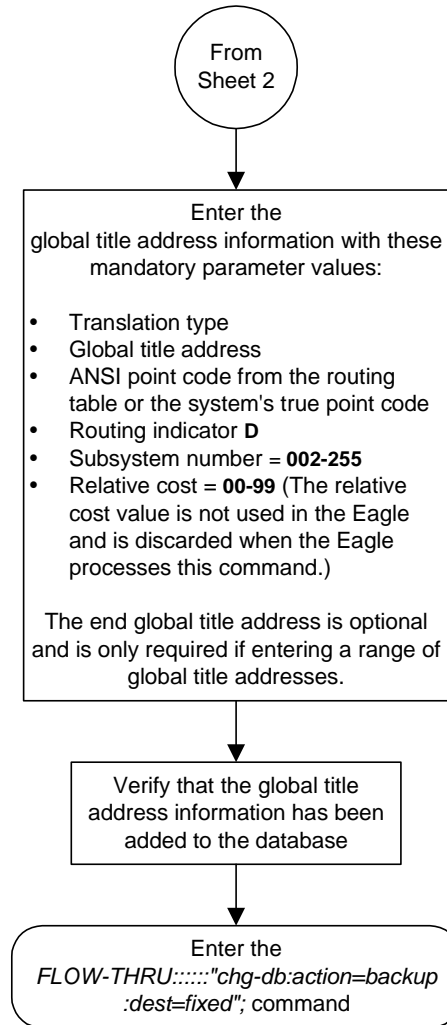 From
Sheet 2
Enter the
global title address information with these
mandatory parameter values:
• Translation type
• Global title address
• ANSI point code from the routing
table or the system's true point code
• Routing indicator D
• Subsystem number = 002-255
• Relative cost = 00-99 (The relative
cost value is not used in the Eagle
and is discarded when the Eagle
processes this command.)
The end global title address is optional
and is only required if entering a range of
global title addresses.
Verify that the global title
address information has been
added to the database
Enter the
FLOW-THRU::::::"chg-db:action=backup
:dest=fixed"; command